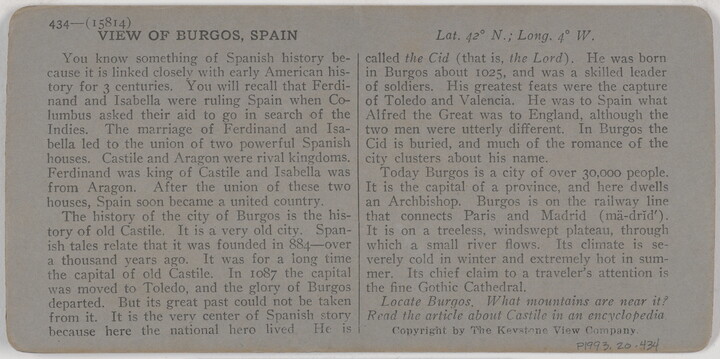 434—(15814)
VIEW OF BURGOS, SPAIN
You know something of Spanish history be-
cause it is linked closely with early American his-
tory for 3 centuries. You will recall that Ferdi-
nand and Isabella were ruling Spain when Co-
lumbus asked their aid to go in search of the
Indies. The marriage of Ferdinand and Isa-
bella led to the union of two powerful Spanish
houses. Castile and Aragon were rival kingdoms.
Ferdinand was king of Castile and Isabella was
from Aragon. After the union of these two
houses, Spain soon became a united country.
The history of the city of Burgos is the his-
tory of old Castile. It is a very old city. Span-
ish tales relate that it was founded in 884—over
a thousand years ago. It was for a long time
the capital of old Castile. In 1087 the capital
was moved to Toledo, and the glory of Burgos
departed. But its great past could not be taken
from it. It is the very center of Spanish story
because here the national hero lived. He is
Lat. 42° N.; Long. 4° W.
called the Cid (that is, the Lord). He was born
in Burgos about 1025, and was a skilled leader
of soldiers. His greatest feats were the capture
of Toledo and Valencia. He was to Spain what
Alfred the Great was to England, although the
two men were utterly different. In Burgos the
Cid is buried, and much of the romance of the
city clusters about his name.
Today Burgos is a city of over 30,000 people.
It is the capital of a province, and here dwells
an Archbishop. Burgos is on the railway line
that connects Paris and Madrid (mä-drïd').
It is on a treeless, windswept plateau, through
which a small river flows. Its climate is se-
verely cold in winter and extremely hot in sum-
mer. Its chief claim to a traveler's attention is
the fine Gothic Cathedral.
Locate Burgos. What mountains are near it?
Read the article about Castile in an encyclopedia
Copyright by The Keystone View Company.
P1993.20.434